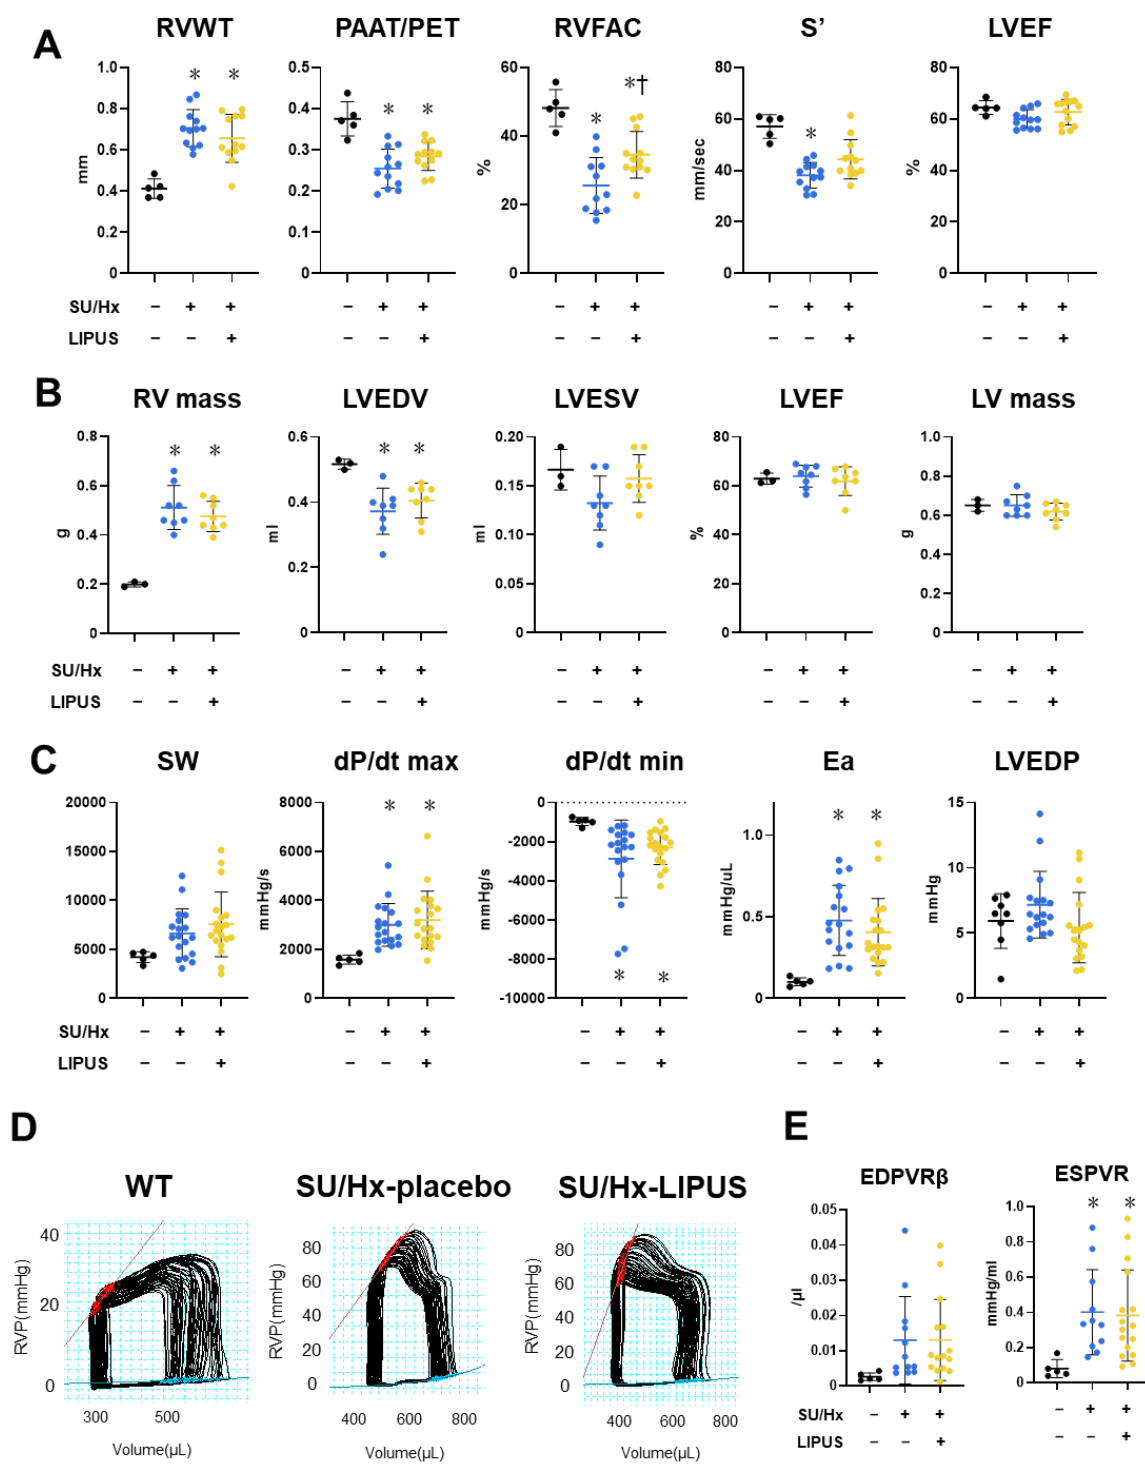 A
RVWT PAAT/PET RVFAC S’ LVEF
mm
1.0
0.8
0.6
0.4
0.2
0
* *
0.5
0.4
0.3
0.2
0.1
0
* *
%
60
40
20
0
* *†
mm/sec
80
60
40
20
0
*
%
80
60
40
20
0
SU/Hx – + + – + + – + + – + + – + +
LIPUS – – + – – + – – + – – + – – +
B
RV mass LVEDV LVESV LVEF LV mass
g
0.8
0.6
0.4
0.2
0
* *
ml
0.6
0.4
0.2
0
* *
ml
0.20
0.15
0.10
0.05
0
%
80
60
40
20
0
g
1.0
0.8
0.6
0.4
0.2
0
SU/Hx – + + – + + – + + – + + – + +
LIPUS – – + – – + – – + – – + – – +
C
SW dP/dt max dP/dt min Ea LVEDP
mmHg/s
20000
15000
10000
5000
0
mmHg/s
8000
6000
4000
2000
0
* *
mmHg/s
0
-2000
-4000
-6000
-8000
-10000
* *
mmHg/uL
1.0
0.5
0
* *
mmHg
15
10
5
0
SU/Hx – + + – + + – + + – + + – + +
LIPUS – – + – – + – – + – – + – – +
D
WT SU/Hx-placebo SU/Hx-LIPUS
RVP(mmHg)
40
20
0
300 500
Volume(µL)
RVP(mmHg)
80
60
40
20
0
400 600 800
Volume(µL)
RVP(mmHg)
80
60
40
20
0
400 600 800
Volume(µL)
E
EDPVRβ ESPVR
/µl
0.05
0.04
0.03
0.02
0.01
0
mmHg/ml
1.0
0.8
0.6
0.4
0.2
0
* *
SU/Hx – + + – + +
LIPUS – – + – – +